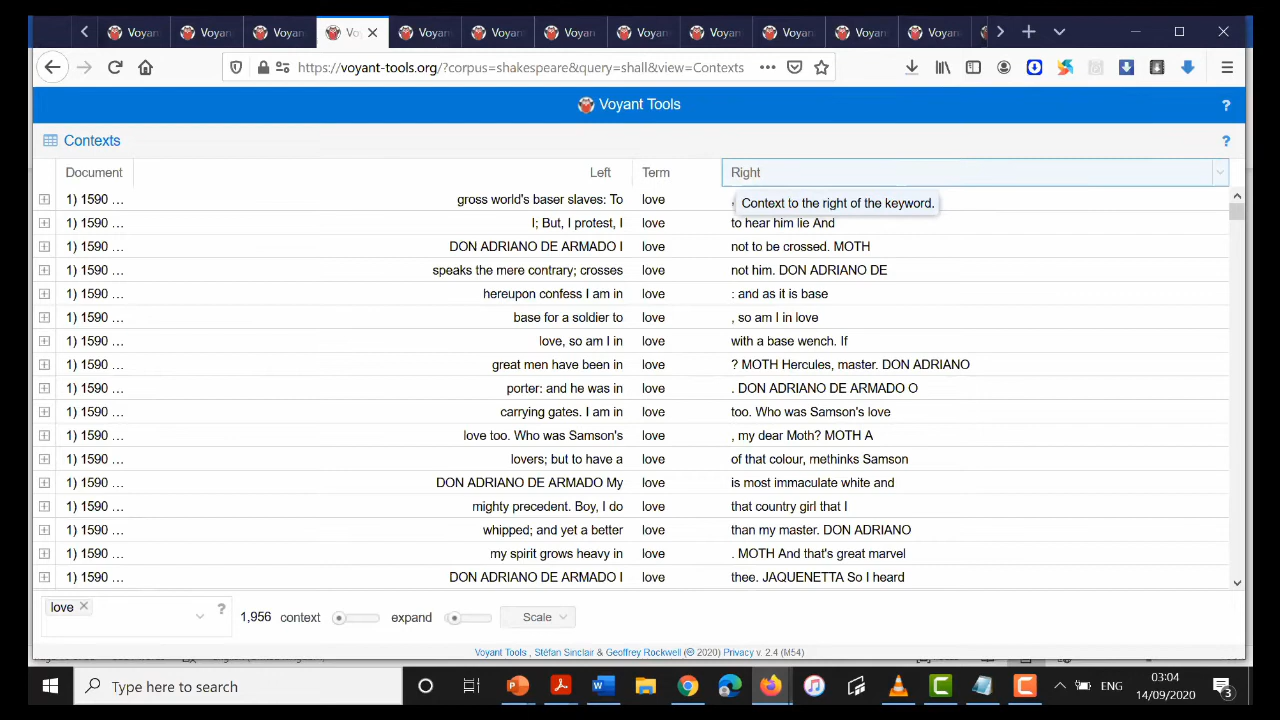 Voyant
Voyan
Voyan
Vo
Voyan
Voyan
Voyan
Voyan
Voyan
Voyan
Voyan
Voyan
https://voyant-tools.org/?corpus=shakespeare&query=shall&view=Contexts
Voyant Tools ?
Contexts ?
Document Left Term Right
1) 1590 ... gross world's baser slaves: To love ,
Context to the right of the keyword.
1) 1590 ... I; But, I protest, I love to hear him lie And
1) 1590 ... DON ADRIANO DE ARMADO I love not to be crossed. MOTH
1) 1590 ... speaks the mere contrary; crosses love not him. DON ADRIANO DE
1) 1590 ... hereupon confess I am in love : and as it is base
1) 1590 ... base for a soldier to love , so am I in love
1) 1590 ... love, so am I in love with a base wench. If
1) 1590 ... great men have been in love ? MOTH Hercules, master. DON ADRIANO
1) 1590 ... porter: and he was in love . DON ADRIANO DE ARMADO O
1) 1590 ... carrying gates. I am in love too. Who was Samson's love
1) 1590 ... love too. Who was Samson's love , my dear Moth? MOTH A
1) 1590 ... lovers; but to have a love of that colour, methinks Samson
1) 1590 ... DON ADRIANO DE ARMADO My love is most immaculate white and
1) 1590 ... mighty precedent. Boy, I do love that country girl that I
1) 1590 ... whipped; and yet a better love than my master. DON ADRIANO
1) 1590 ... my spirit grows heavy in love . MOTH And that's great marvel
1) 1590 ... DON ADRIANO DE ARMADO I love thee. JAQUENETTA So I heard
love ? 1,956 context expand Scale
Voyant Tools , Stéfan Sinclair & Geoffrey Rockwell (© 2020) Privacy v. 2.4 (M54)
Type here to search ENG 03:04
14/09/2020 3